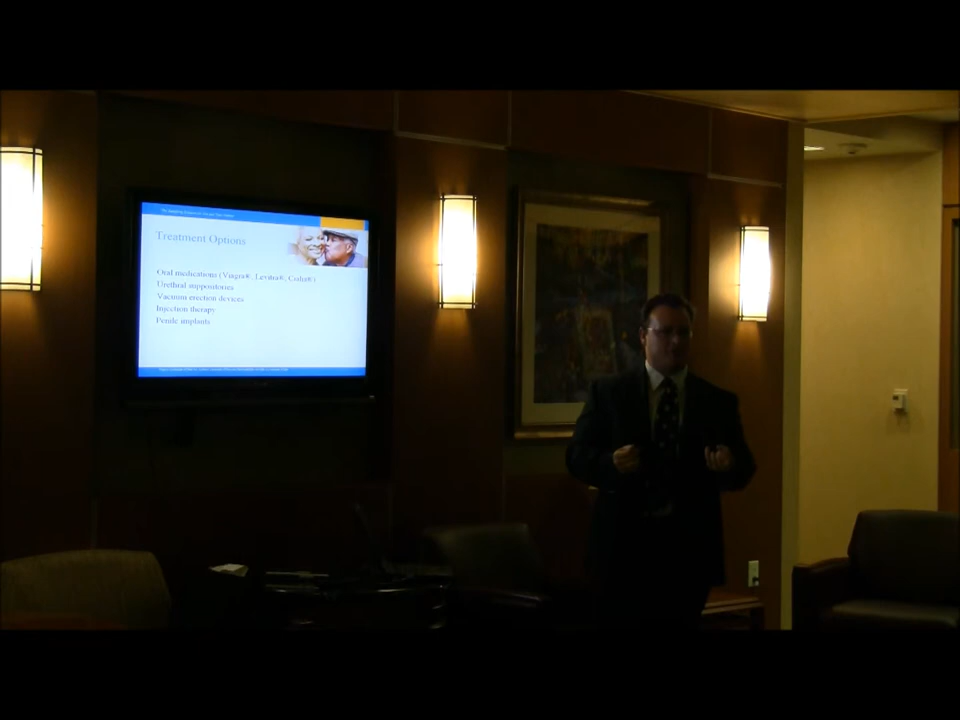 Treatment Options
Oral medications (Viagra®, Levitra®, Cialis®)
Urethral suppositories
Vacuum erection devices
Injection therapy
Penile implants